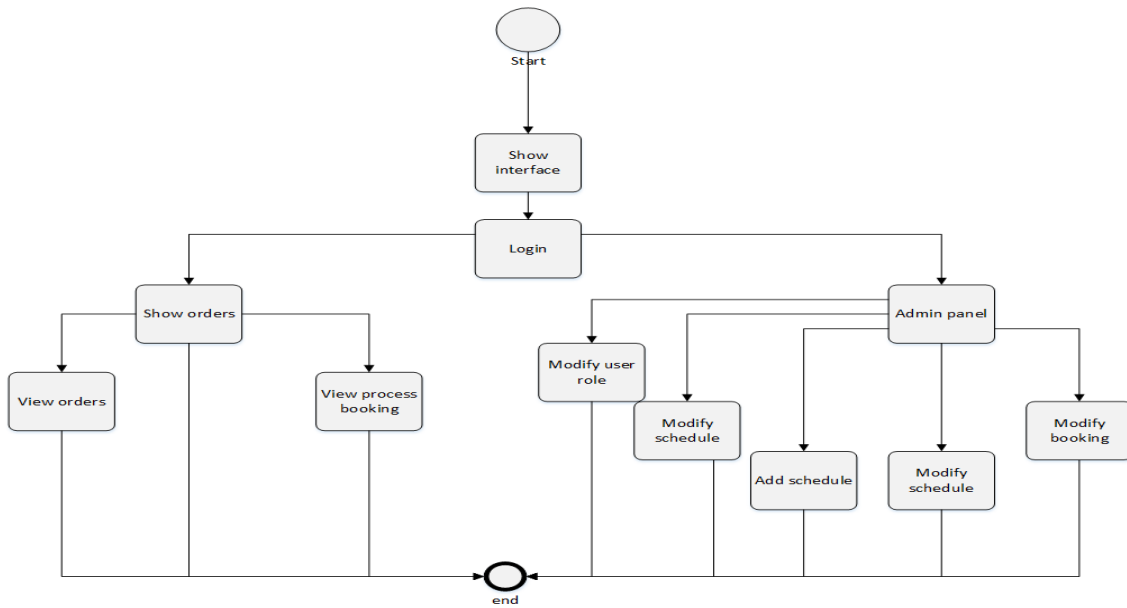 Start
Show
interface
Login
Show orders
Admin panel
View orders
View process
booking
Modify user
role
Modify
schedule
Add schedule
Modify
schedule
Modify
booking
end